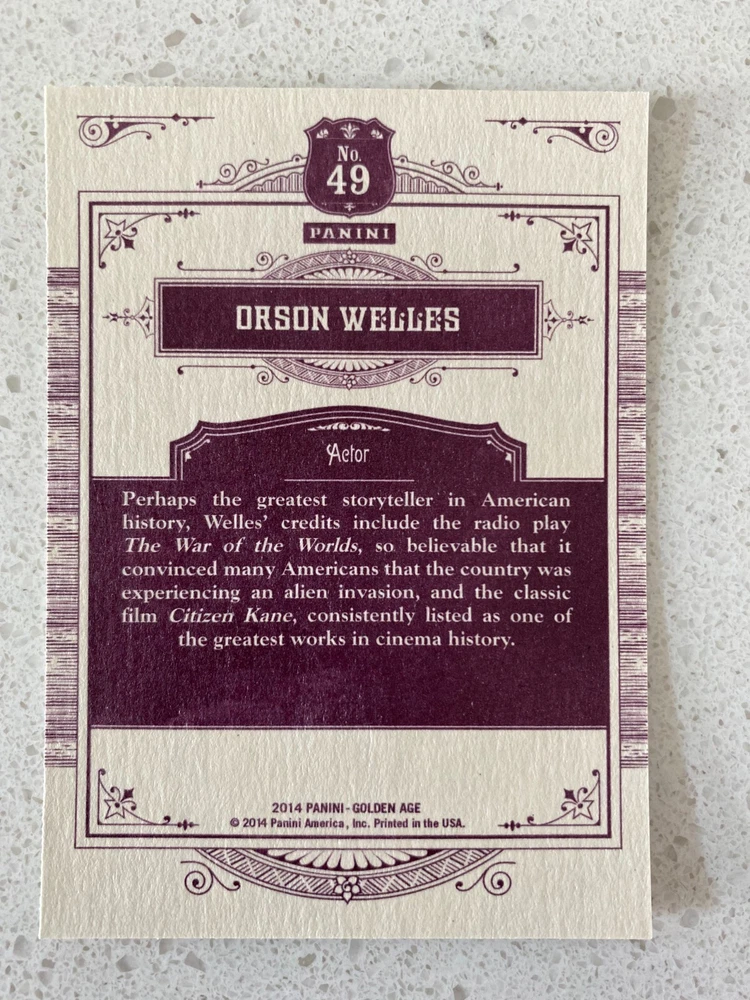 No.
49
PANINI
ORSON WELLES
Actor
Perhaps the greatest storyteller in American
history, Welles’ credits include the radio play
The War of the Worlds, so believable that it
convinced many Americans that the country was
experiencing an alien invasion, and the classic
film Citizen Kane, consistently listed as one of
the greatest works in cinema history.
2014 PANINI - GOLDEN AGE
© 2014 Panini America, Inc. Printed in the USA.